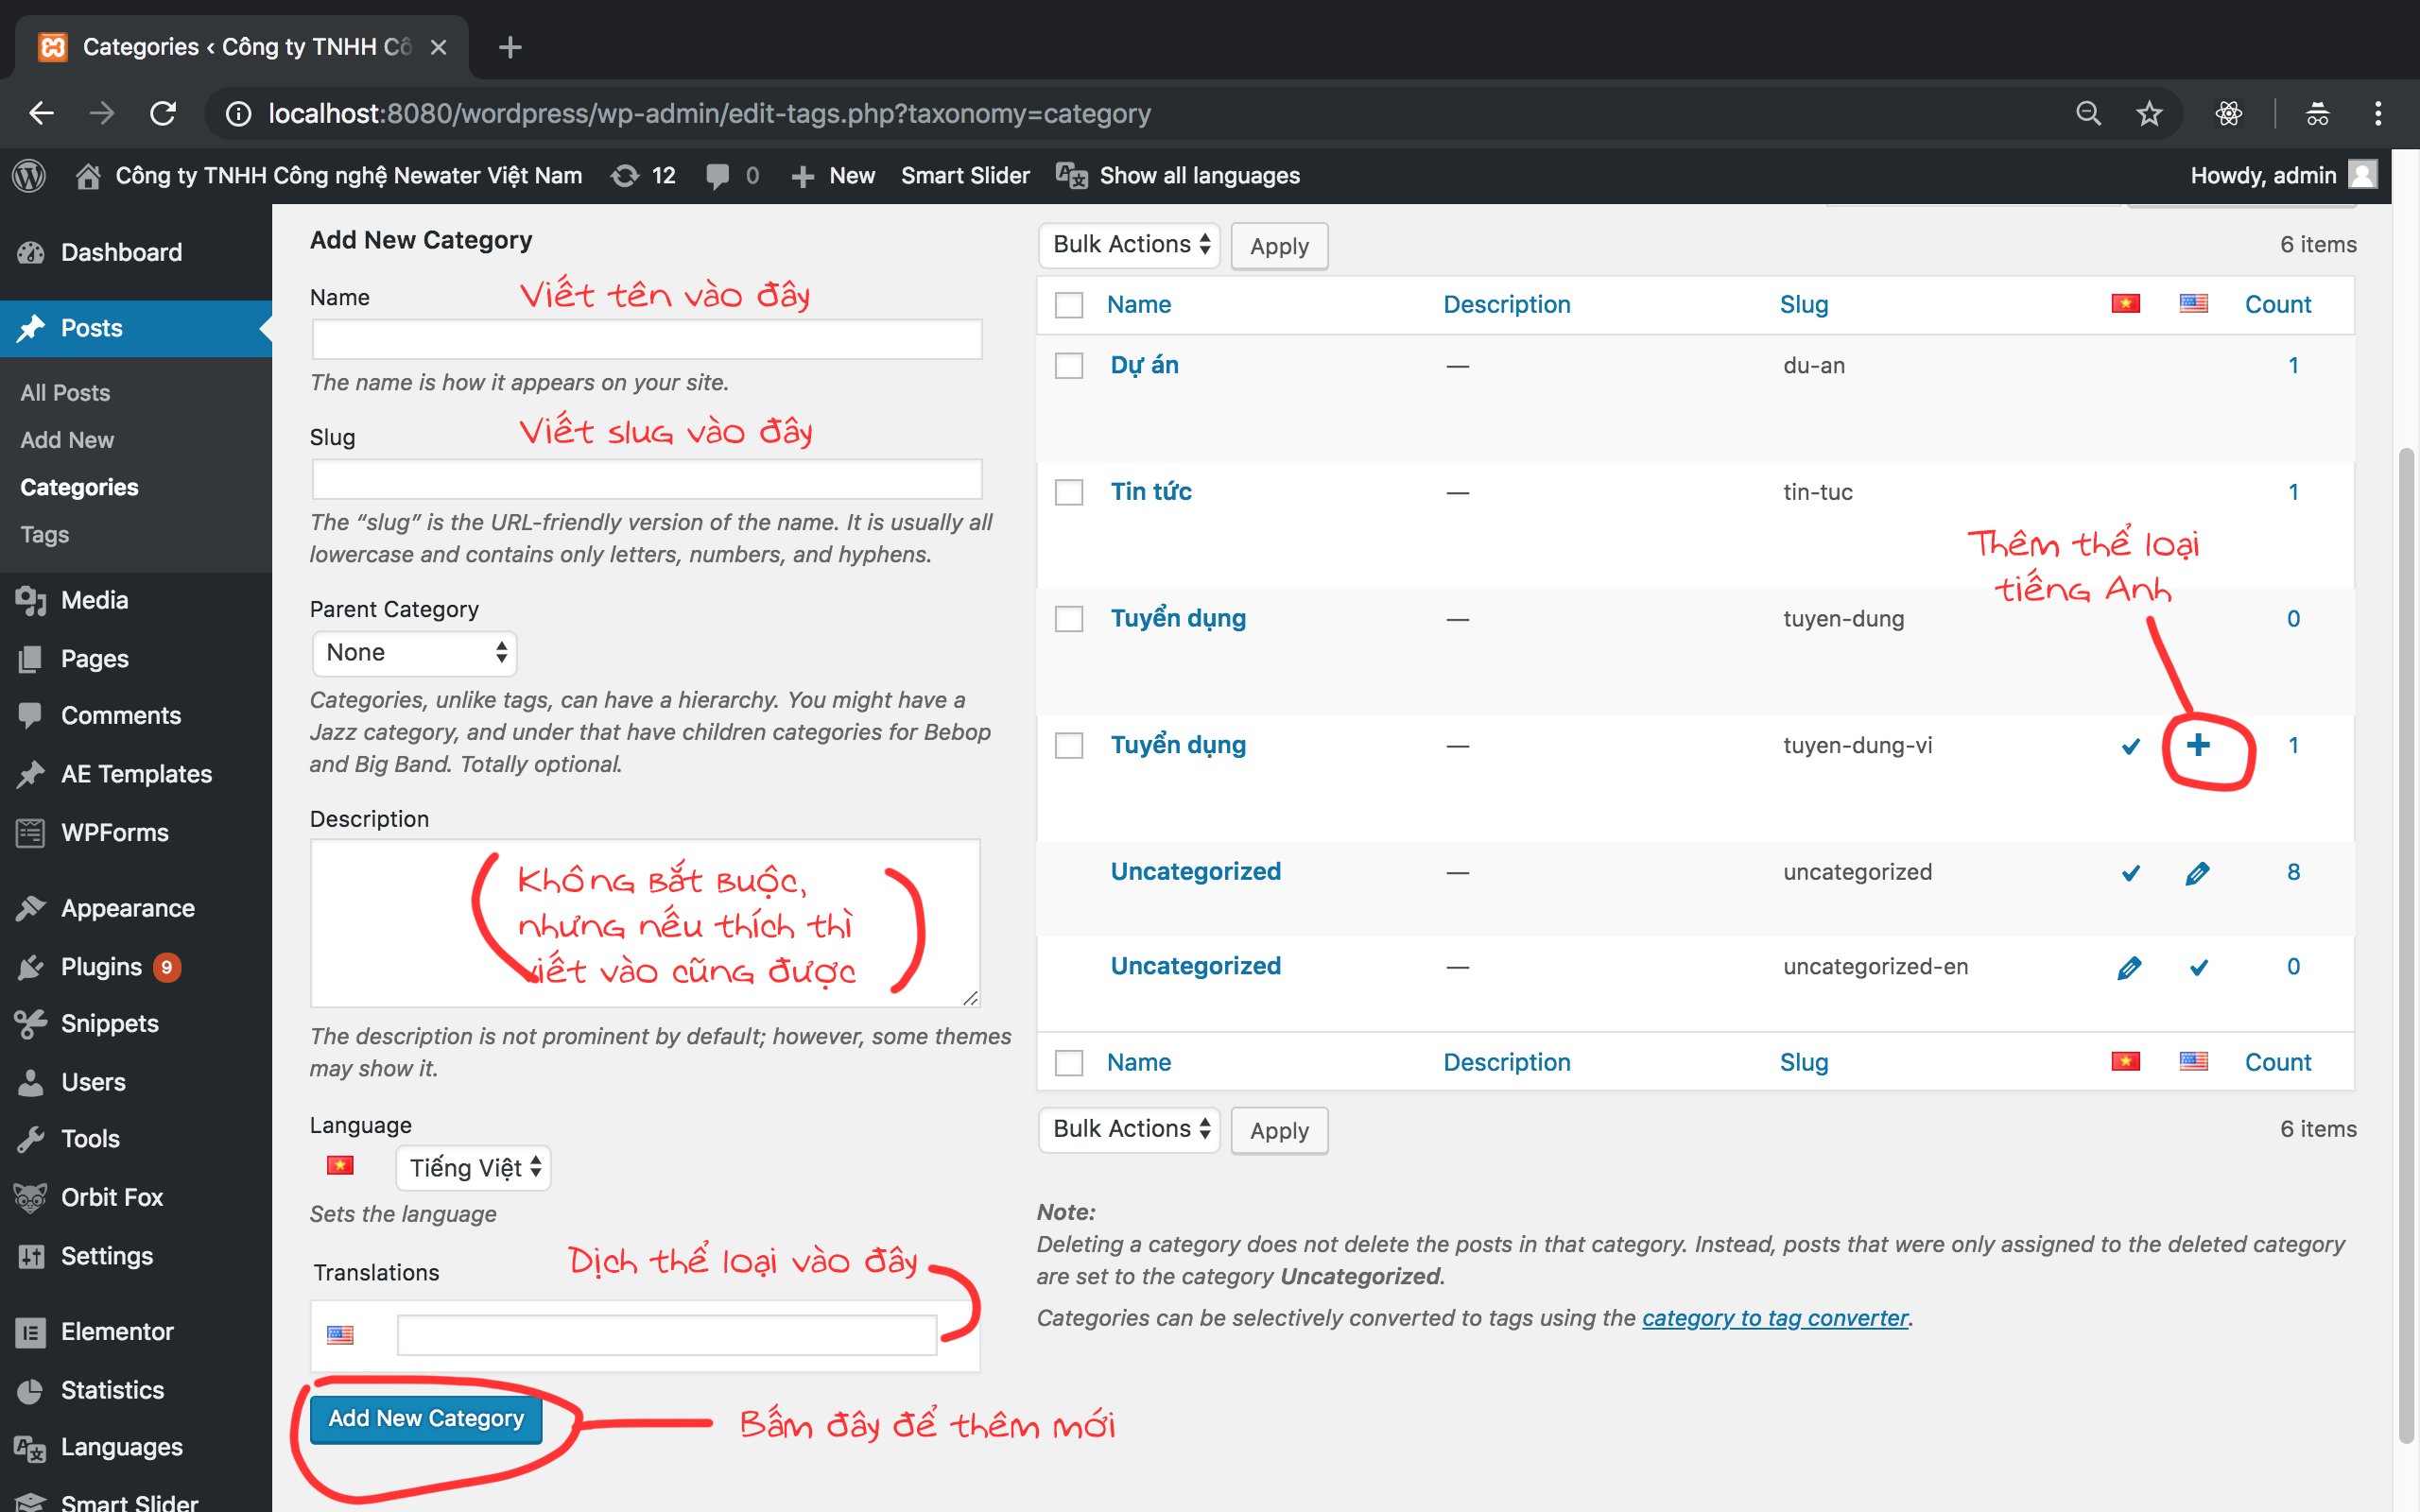 Categories ‹ Công ty TNHH Cô
localhost:8080/wordpress/wp-admin/edit-tags.php?taxonomy=category
Công ty TNHH Công nghệ Newater Việt Nam 12 0 New Smart Slider Show all languages Howdy, admin
Dashboard
Posts
All Posts
Add New
Categories
Tags
Media
Pages
Comments
AE Templates
WPForms
Appearance
Plugins 9
Snippets
Users
Tools
Orbit Fox
Settings
Elementor
Statistics
Languages
Smart Slider
Add New Category
Name
Viết tên vào đây
The name is how it appears on your site.
Slug
Viết slug vào đây
The “slug” is the URL-friendly version of the name. It is usually all
lowercase and contains only letters, numbers, and hyphens.
Parent Category
None
Categories, unlike tags, can have a hierarchy. You might have a
Jazz category, and under that have children categories for Bebop
and Big Band. Totally optional.
Description
Không bắt buộc,
nhưng nếu thích thì
viết vào cũng được
The description is not prominent by default; however, some themes
may show it.
Language
Tiếng Việt
Sets the language
Translations
Dịch thể loại vào đây
Add New Category
Bấm đây để thêm mới
Bulk Actions Apply 6 items
Name Description Slug Count
Dự án — du-an 1
Tin tức — tin-tuc 1
Thêm thể loại
tiếng Anh
Tuyển dụng — tuyen-dung 0
Tuyển dụng — tuyen-dung-vi 1
Uncategorized — uncategorized 8
Uncategorized — uncategorized-en 0
Name Description Slug Count
Bulk Actions Apply 6 items
Note:
Deleting a category does not delete the posts in that category. Instead, posts that were only assigned to the deleted category
are set to the category Uncategorized.
Categories can be selectively converted to tags using the category to tag converter.